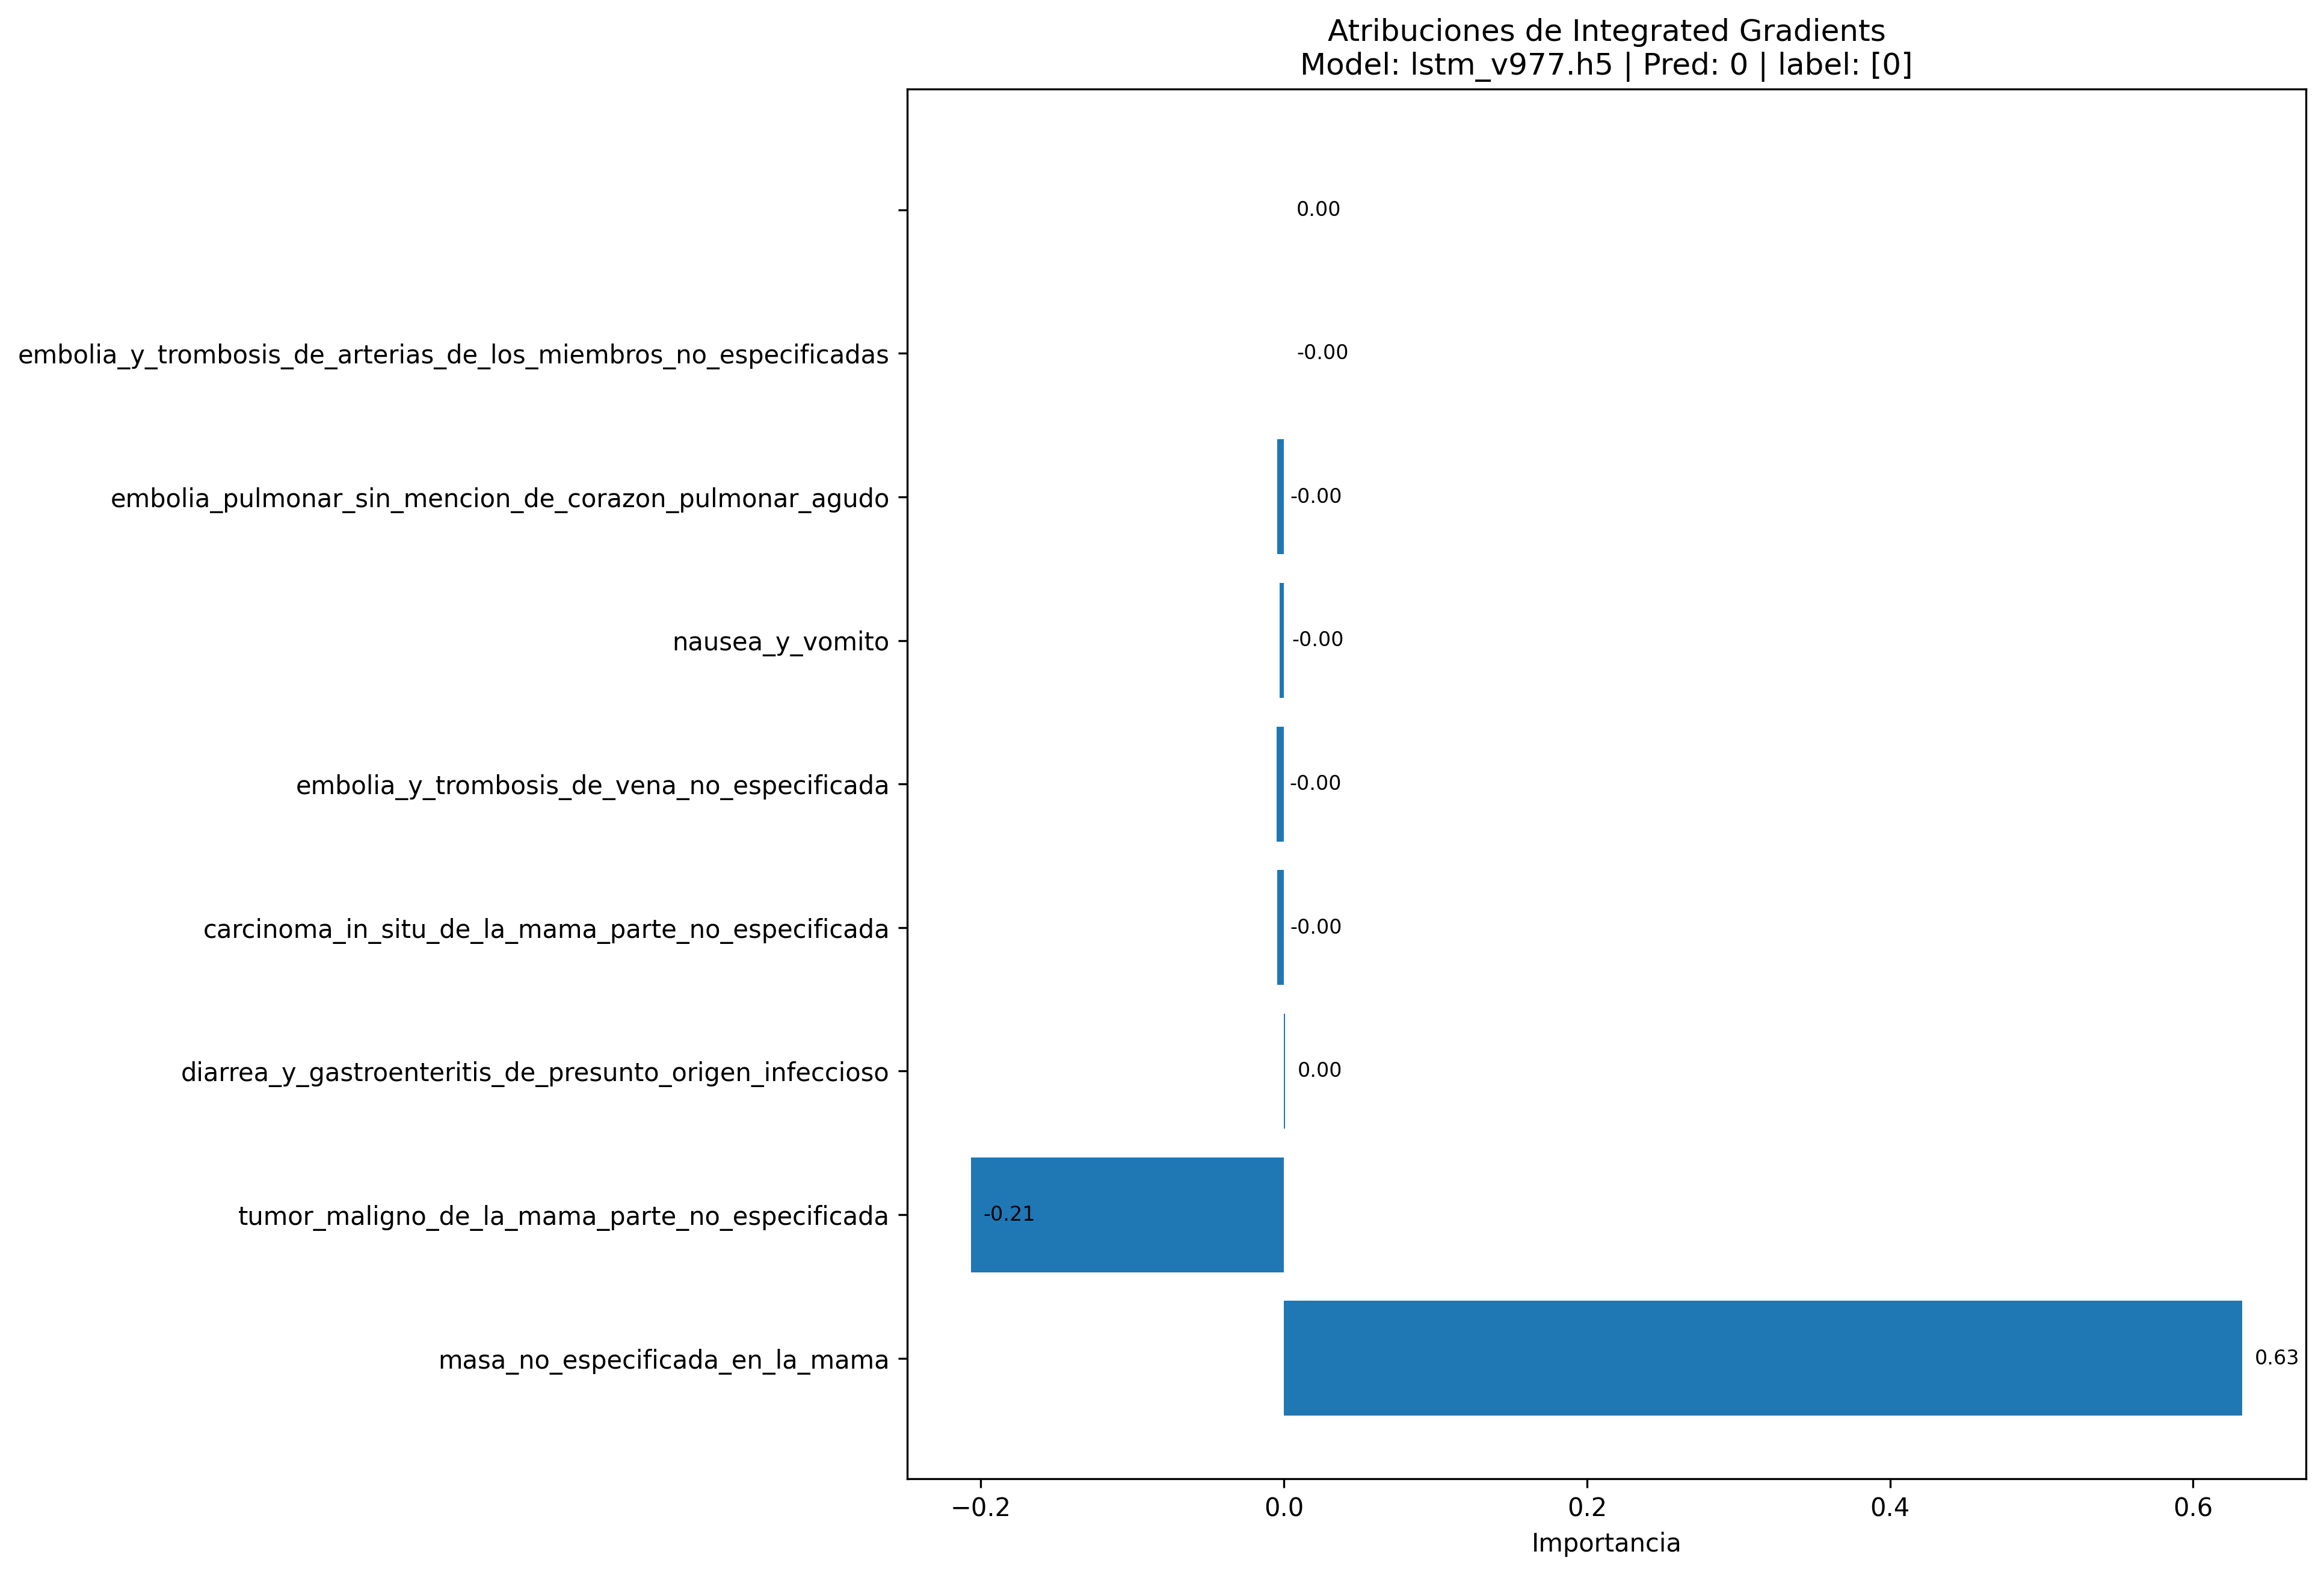 Atribuciones de Integrated Gradients
Model: lstm_v977.h5 | Pred: 0 | label: [0]
0.00
embolia_y_trombosis_de_arterias_de_los_miembros_no_especificadas -0.00
embolia_pulmonar_sin_mencion_de_corazon_pulmonar_agudo -0.00
nausea_y_vomito -0.00
embolia_y_trombosis_de_vena_no_especificada -0.00
carcinoma_in_situ_de_la_mama_parte_no_especificada -0.00
diarrea_y_gastroenteritis_de_presunto_origen_infeccioso 0.00
tumor_maligno_de_la_mama_parte_no_especificada -0.21
masa_no_especificada_en_la_mama 0.63
−0.2 0.0 0.2 0.4 0.6
Importancia